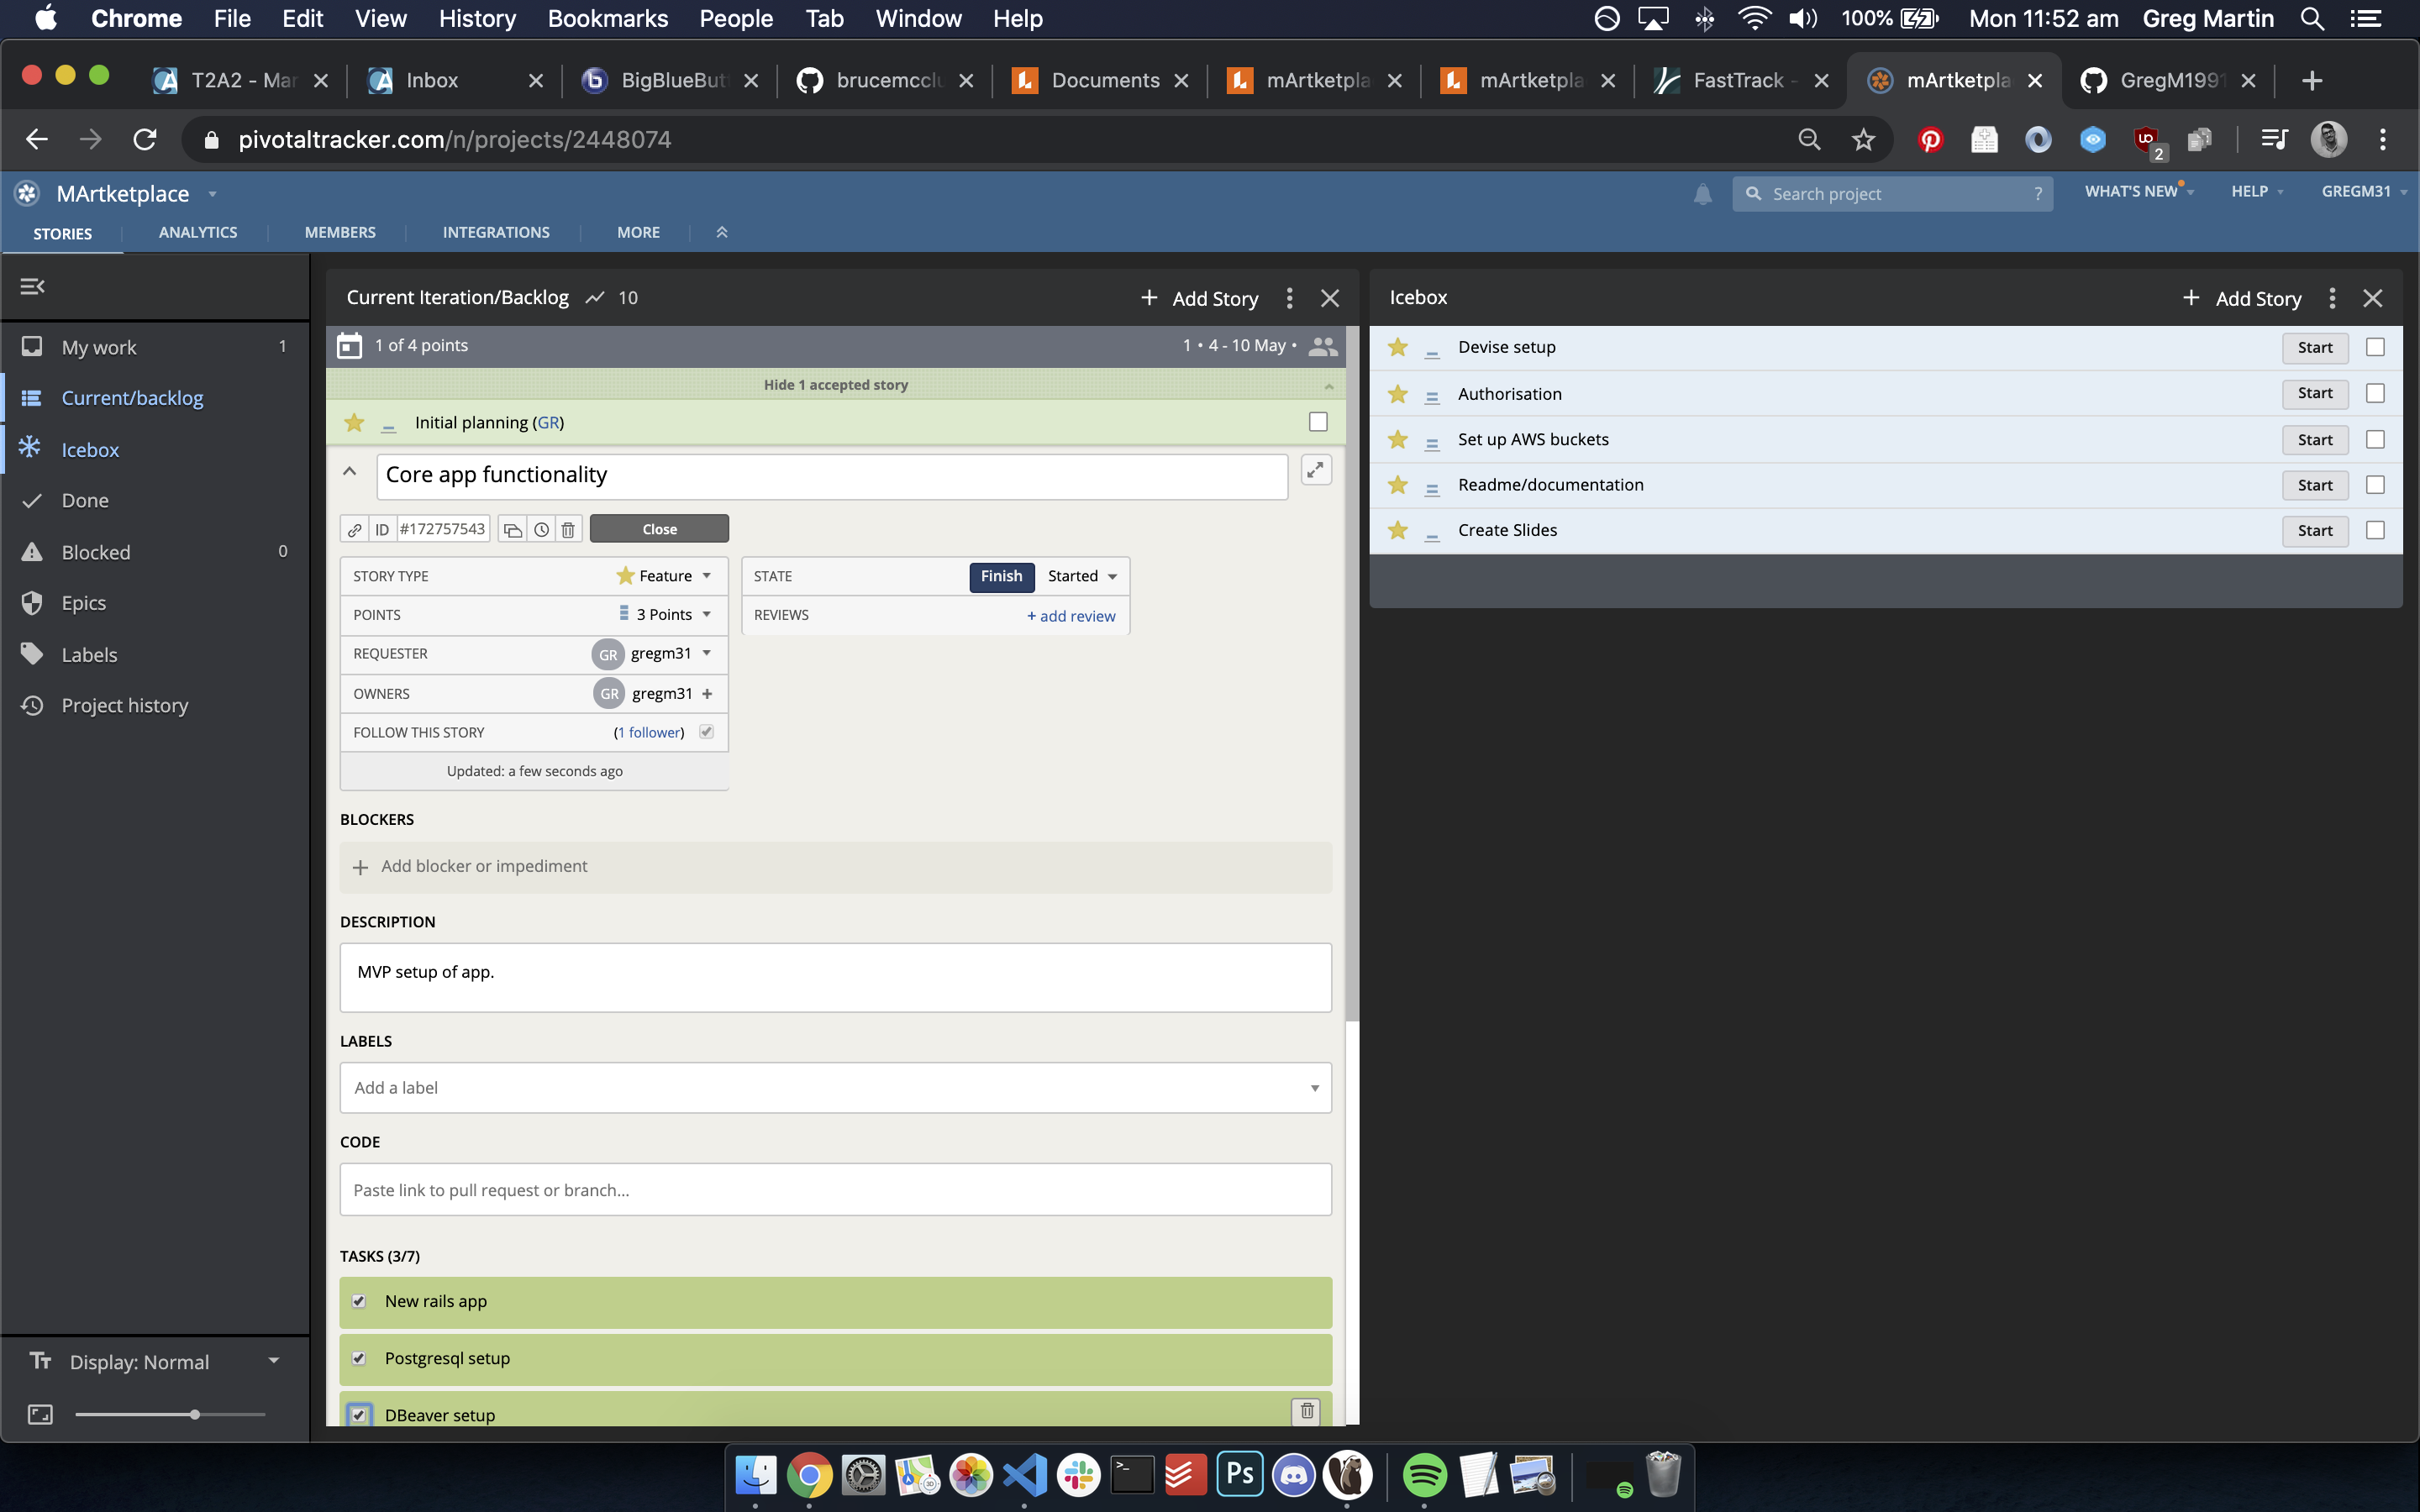 Chrome File Edit View History Bookmarks People Tab Window Help 100% Mon 11:52 am Greg Martin
T2A2 - Mar Inbox BigBlueBut brucemcclu Documents mArtketpla mArtketpla FastTrack - mArtketpla GregM1991
pivotaltracker.com/n/projects/2448074
2
MArtketplace
Search project ? WHAT'S NEW HELP GREGM31
STORIES ANALYTICS MEMBERS INTEGRATIONS MORE
My work 1
Current/backlog
Icebox
Done
Blocked 0
Epics
Labels
Project history
Display: Normal
Current Iteration/Backlog 10 + Add Story
1 of 4 points 1 • 4 - 10 May •
Hide 1 accepted story
Initial planning (GR)
Core app functionality
ID #172757543 Close
STORY TYPE Feature
POINTS 3 Points
REQUESTER GR gregm31
OWNERS GR gregm31 +
FOLLOW THIS STORY (1 follower)
Updated: a few seconds ago
STATE Finish Started
REVIEWS + add review
BLOCKERS
+ Add blocker or impediment
DESCRIPTION
MVP setup of app.
LABELS
Add a label
CODE
Paste link to pull request or branch...
TASKS (3/7)
New rails app
Postgresql setup
DBeaver setup
Icebox + Add Story
Devise setup Start
Authorisation Start
Set up AWS buckets Start
Readme/documentation Start
Create Slides Start
Ps